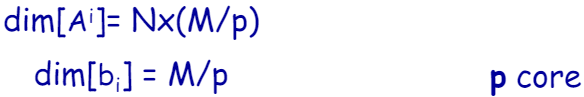 dim[Aⁱ]= Nx(M/p)
dim[bᵢ] = M/p
p core